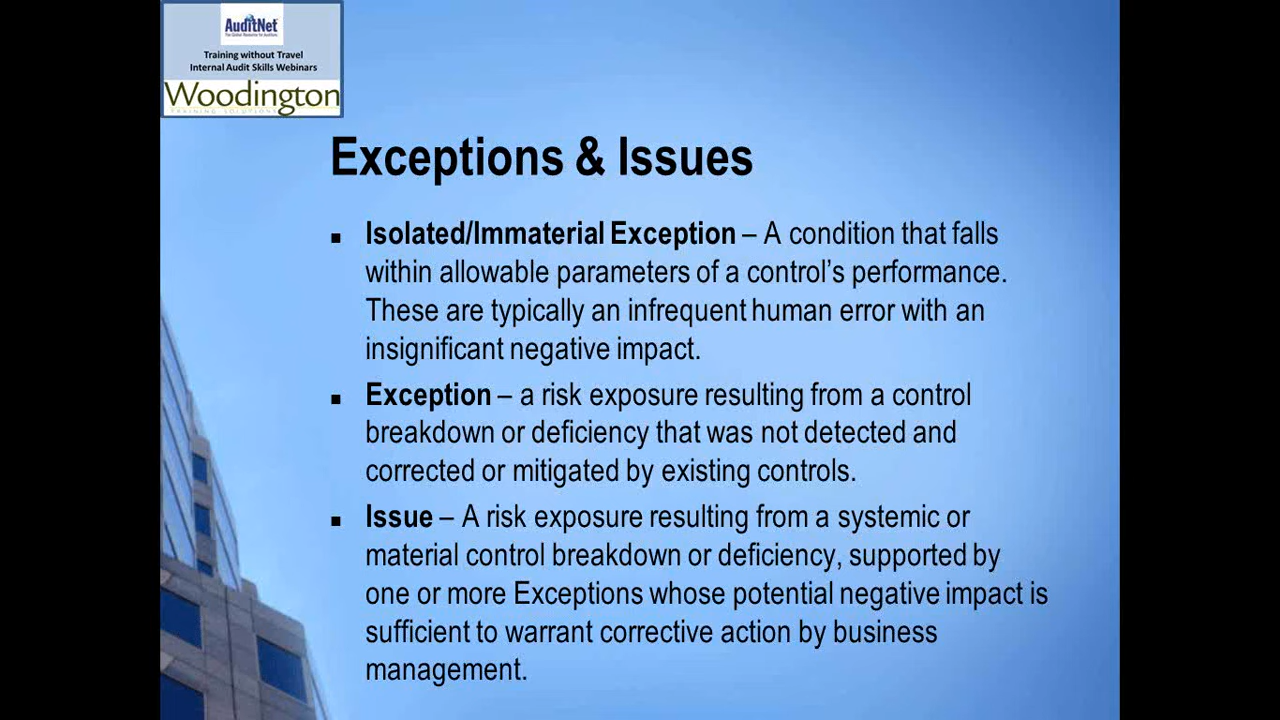 AuditNet
Training without Travel
Internal Audit Skills Webinars
Woodington
TRAINING SOLUTIONS
Exceptions & Issues
▪ Isolated/Immaterial Exception – A condition that falls
within allowable parameters of a control’s performance.
These are typically an infrequent human error with an
insignificant negative impact.
▪ Exception – a risk exposure resulting from a control
breakdown or deficiency that was not detected and
corrected or mitigated by existing controls.
▪ Issue – A risk exposure resulting from a systemic or
material control breakdown or deficiency, supported by
one or more Exceptions whose potential negative impact is
sufficient to warrant corrective action by business
management.